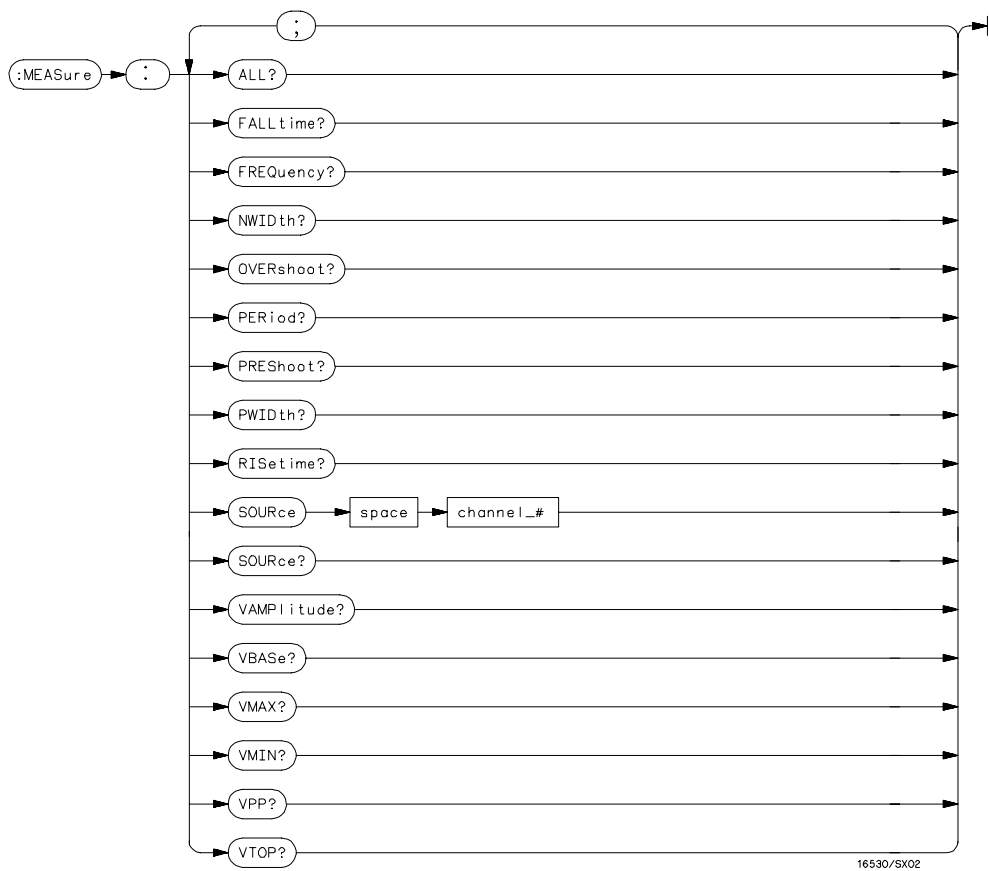 ;
:MEASure : ALL?
FALLtime?
FREQuency?
NWIDth?
OVERshoot?
PERiod?
PREShoot?
PWIDth?
RISetime?
SOURce space channel_#
SOURce?
VAMPlitude?
VBASe?
VMAX?
VMIN?
VPP?
VTOP?
16530/SX02